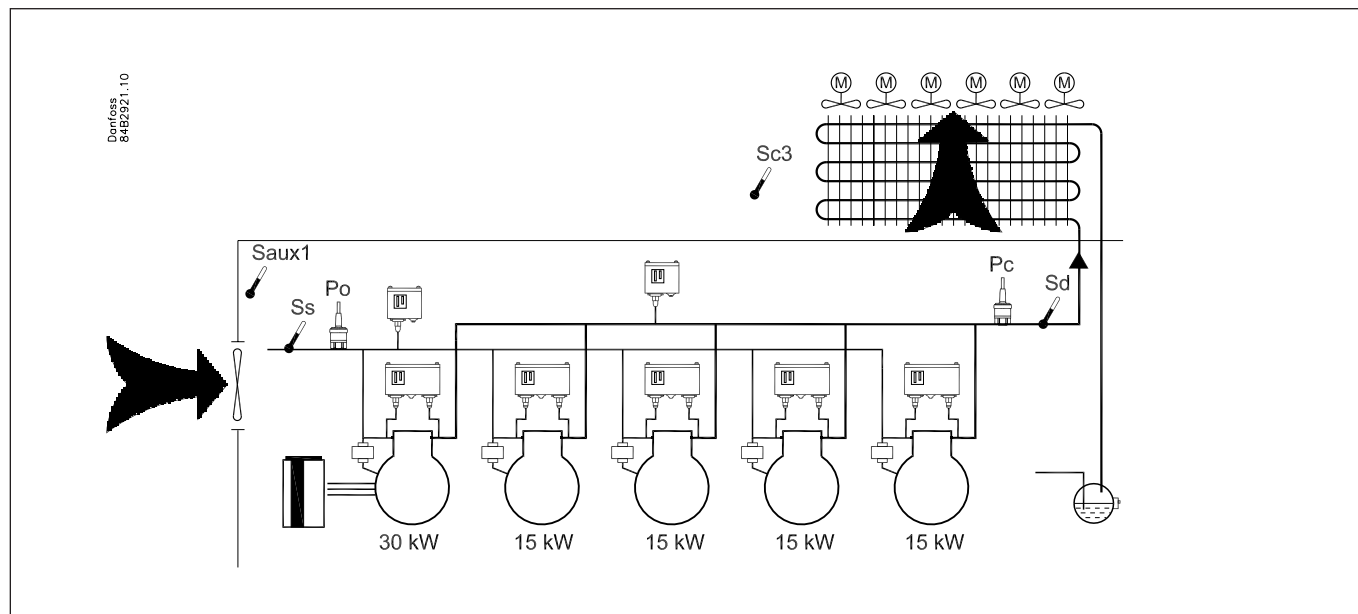 Danfoss
84B2921.10
M M M M M M
Sc3
Saux1
Ss
Po
Pc
Sd
30 kW 15 kW 15 kW 15 kW 15 kW